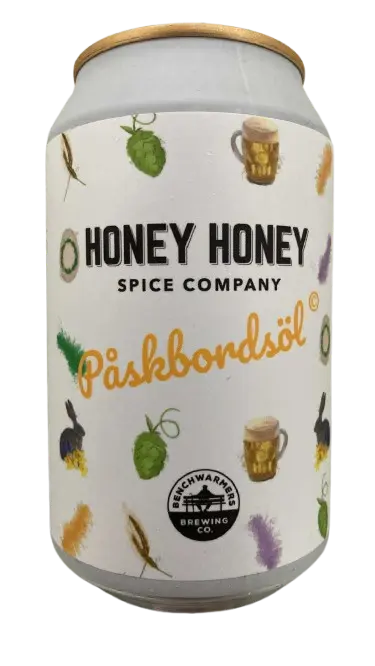 HONEY HONEY
SPICE COMPANY
Påskbordsöl ©
BENCHWARMERS
BREWING
CO.